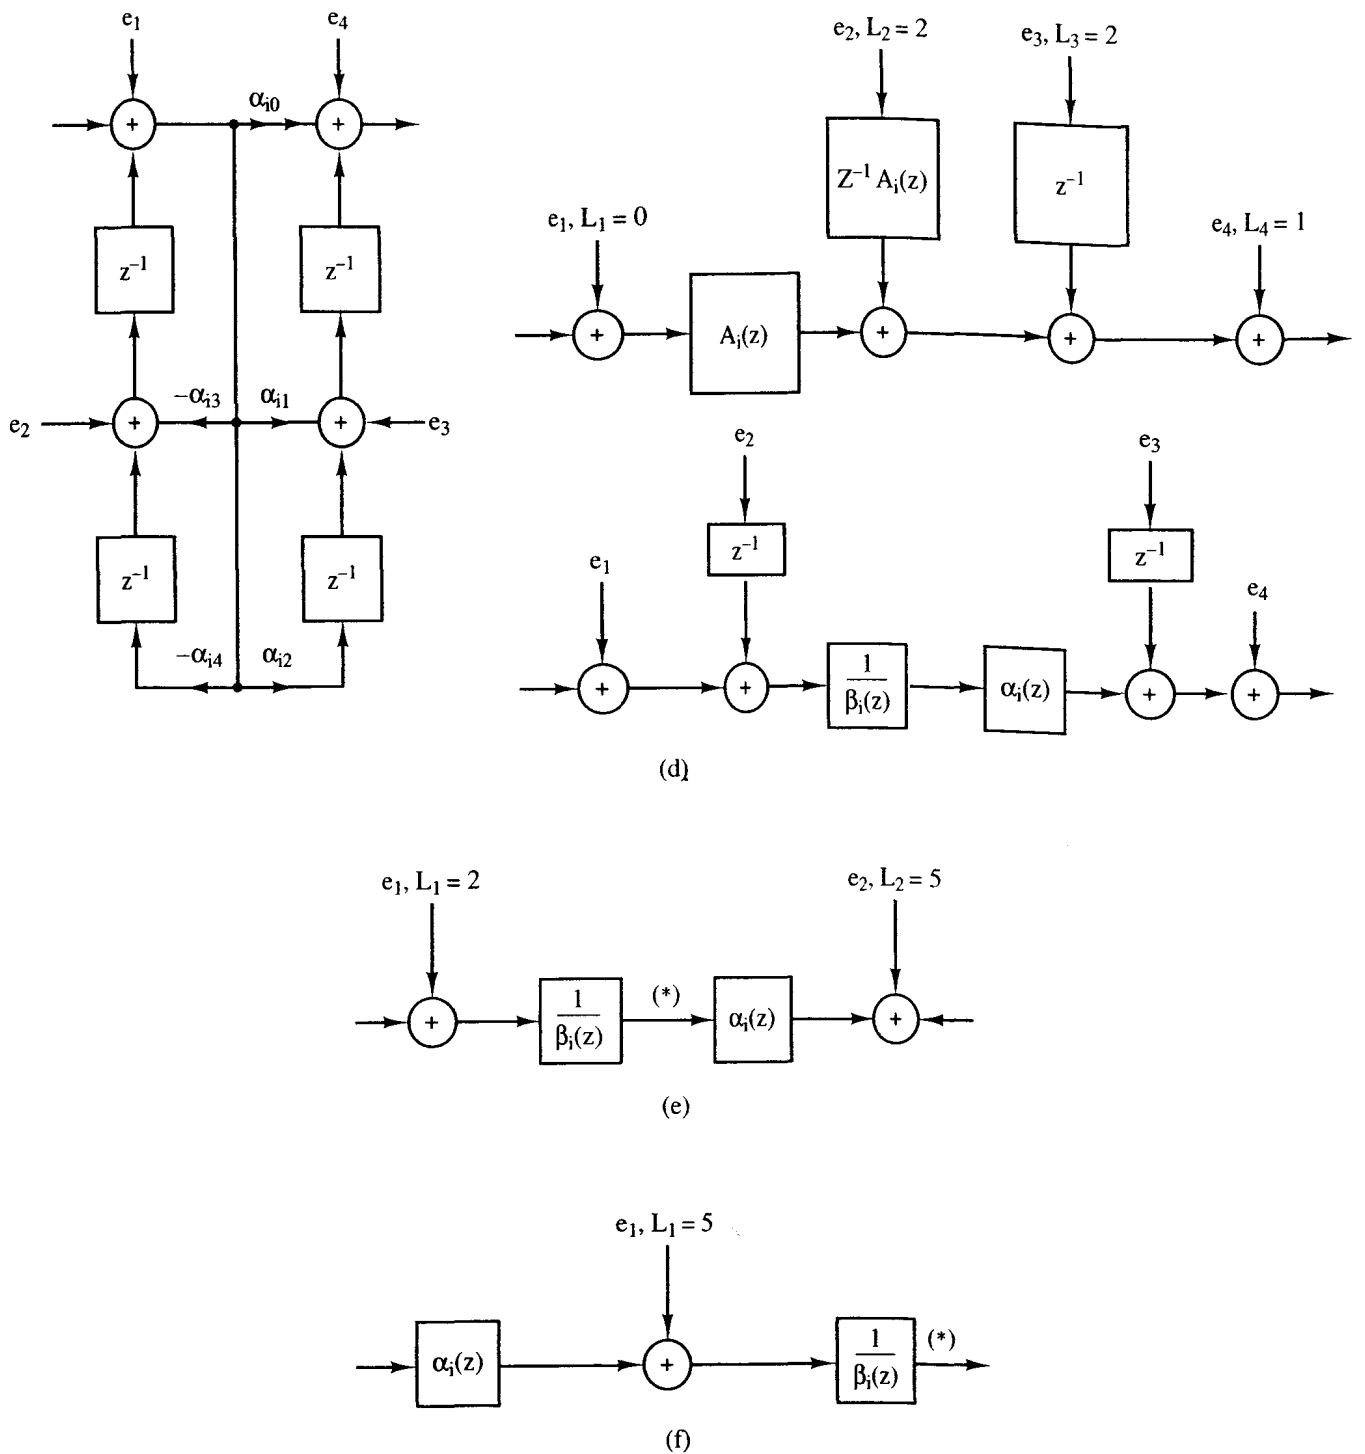 e₁
e₄
αᵢ₀
z⁻¹
z⁻¹
+
+
e₂
-αᵢ₃
αᵢ₁
e₃
+
+
z⁻¹
z⁻¹
-αᵢ₄
αᵢ₂
e₂, L₂ = 2
e₃, L₃ = 2
Z⁻¹ Aᵢ(z)
z⁻¹
e₁, L₁ = 0
e₄, L₄ = 1
+
Aᵢ(z)
+
+
+
e₂
e₃
z⁻¹
z⁻¹
e₁
e₄
+
+
1
βᵢ(z)
αᵢ(z)
+
+
(d)
e₁, L₁ = 2
e₂, L₂ = 5
+
1
βᵢ(z)
(*)
αᵢ(z)
+
(e)
e₁, L₁ = 5
αᵢ(z)
+
1
βᵢ(z)
(*)
(f)